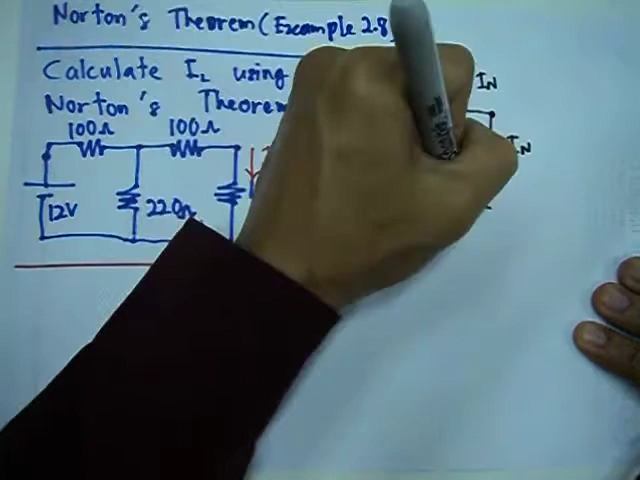 Norton's Theorem (Example 2.8)
Calculate IL using
Norton's Theorem
100Ω 100Ω
12V 220Ω
IN
IN